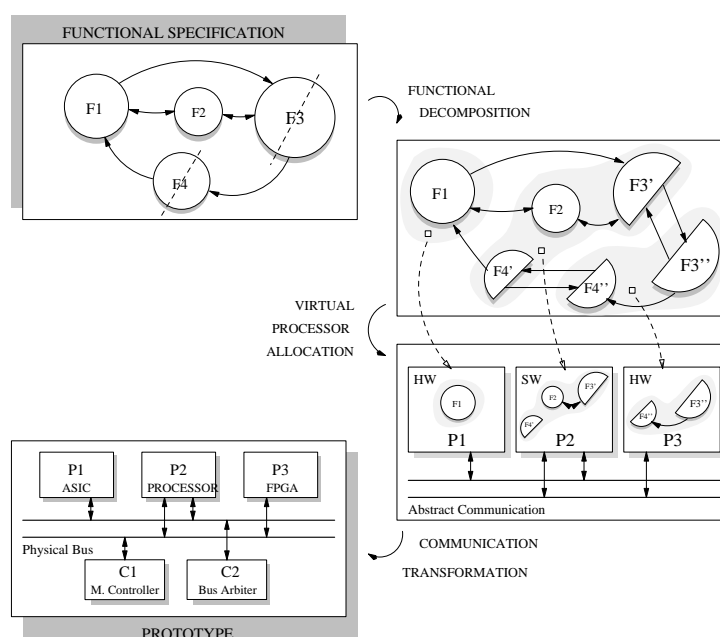 FUNCTIONAL SPECIFICATION
F1
F2
F3
F4
FUNCTIONAL
DECOMPOSITION
F1
F2
F3'
F3''
F4'
F4''
VIRTUAL
PROCESSOR
ALLOCATION
HW
F1
P1
SW
F2
F3'
F4'
P2
HW
F4''
F3''
P3
Abstract Communication
COMMUNICATION
TRANSFORMATION
P1
ASIC
P2
PROCESSOR
P3
FPGA
Physical Bus
C1
M. Controller
C2
Bus Arbiter
PROTOTYPE